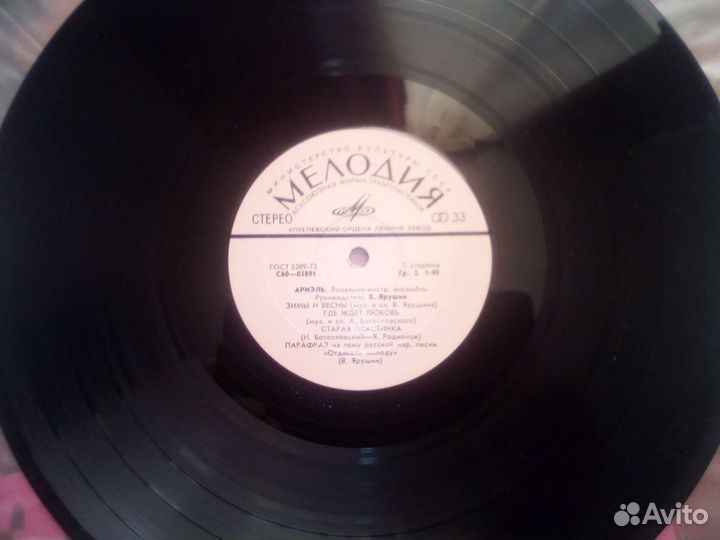 МИНИСТЕРСТВО КУЛЬТУРЫ СССР
МЕЛОДИЯ
ВСЕСОЮЗНАЯ ФИРМА ГРАМПЛАСТИНОК
СТЕРЕО
33
АПРЕЛЕВСКИЙ ОРДЕНА ЛЕНИНА ЗАВОД
ГОСТ 5289-73
1 сторона
С60—05891
Гр. 3. 1-90
АРИЭЛЬ. Вокально-инстр. ансамбль
Руководитель В. Ярушин
ЗИМЫ И ВЕСНЫ (муз. и сл. В. Ярушина)
ГДЕ ЖДЕТ ЛЮБОВЬ
(муз. и сл. А. Богословского)
СТАРАЯ ПЛАСТИНКА
(Н. Богословский—Я. Родионов)
ПАРАФРАЗ на тему русской нар. песни
«Отдавали молоду»
(В. Ярушин)
Avito